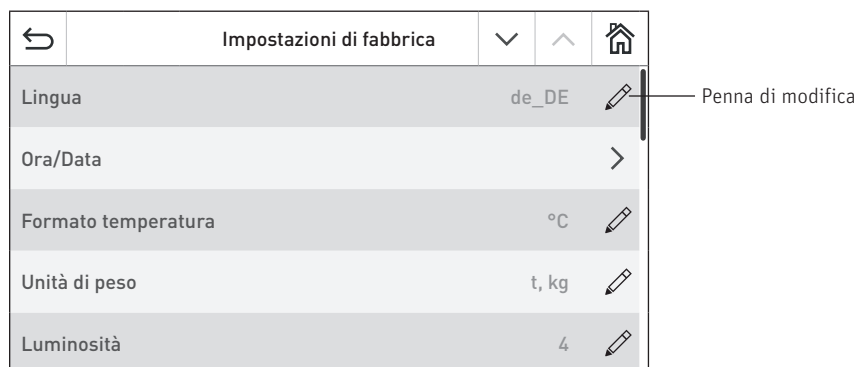 Impostazioni di fabbrica
Lingua de_DE
Penna di modifica
Ora/Data
Formato temperatura °C
Unità di peso t, kg
Luminosità 4